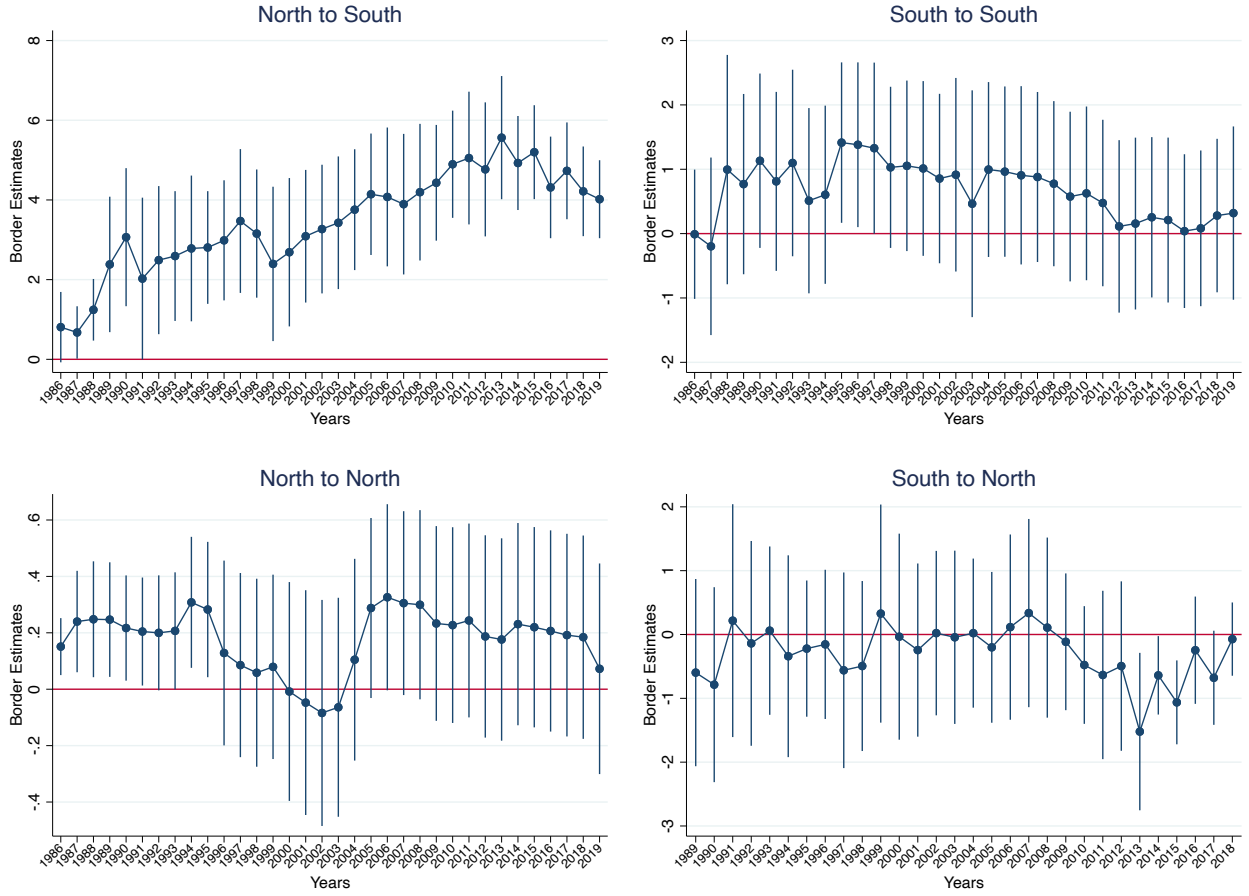 North to South
Border Estimates
8
6
4
2
0
1986 1987 1988 1989 1990 1991 1992 1993 1994 1995 1996 1997 1998 1999 2000 2001 2002 2003 2004 2005 2006 2007 2008 2009 2010 2011 2012 2013 2014 2015 2016 2017 2018 2019
Years
South to South
Border Estimates
3
2
1
0
-1
-2
1986 1987 1988 1989 1990 1991 1992 1993 1994 1995 1996 1997 1998 1999 2000 2001 2002 2003 2004 2005 2006 2007 2008 2009 2010 2011 2012 2013 2014 2015 2016 2017 2018 2019
Years
North to North
Border Estimates
.6
.4
.2
0
-.2
-.4
1986 1987 1988 1989 1990 1991 1992 1993 1994 1995 1996 1997 1998 1999 2000 2001 2002 2003 2004 2005 2006 2007 2008 2009 2010 2011 2012 2013 2014 2015 2016 2017 2018 2019
Years
South to North
Border Estimates
2
1
0
-1
-2
-3
1989 1990 1991 1992 1993 1994 1995 1996 1997 1998 1999 2000 2001 2002 2003 2004 2005 2006 2007 2008 2009 2010 2011 2012 2013 2014 2015 2016 2017 2018
Years